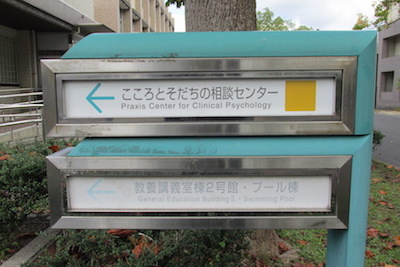 ← こころとそだちの相談センター
Praxis Center for Clinical Psychology
← 教養講義室棟2号館・プール棟
General Education Building 2・Swimming Pool